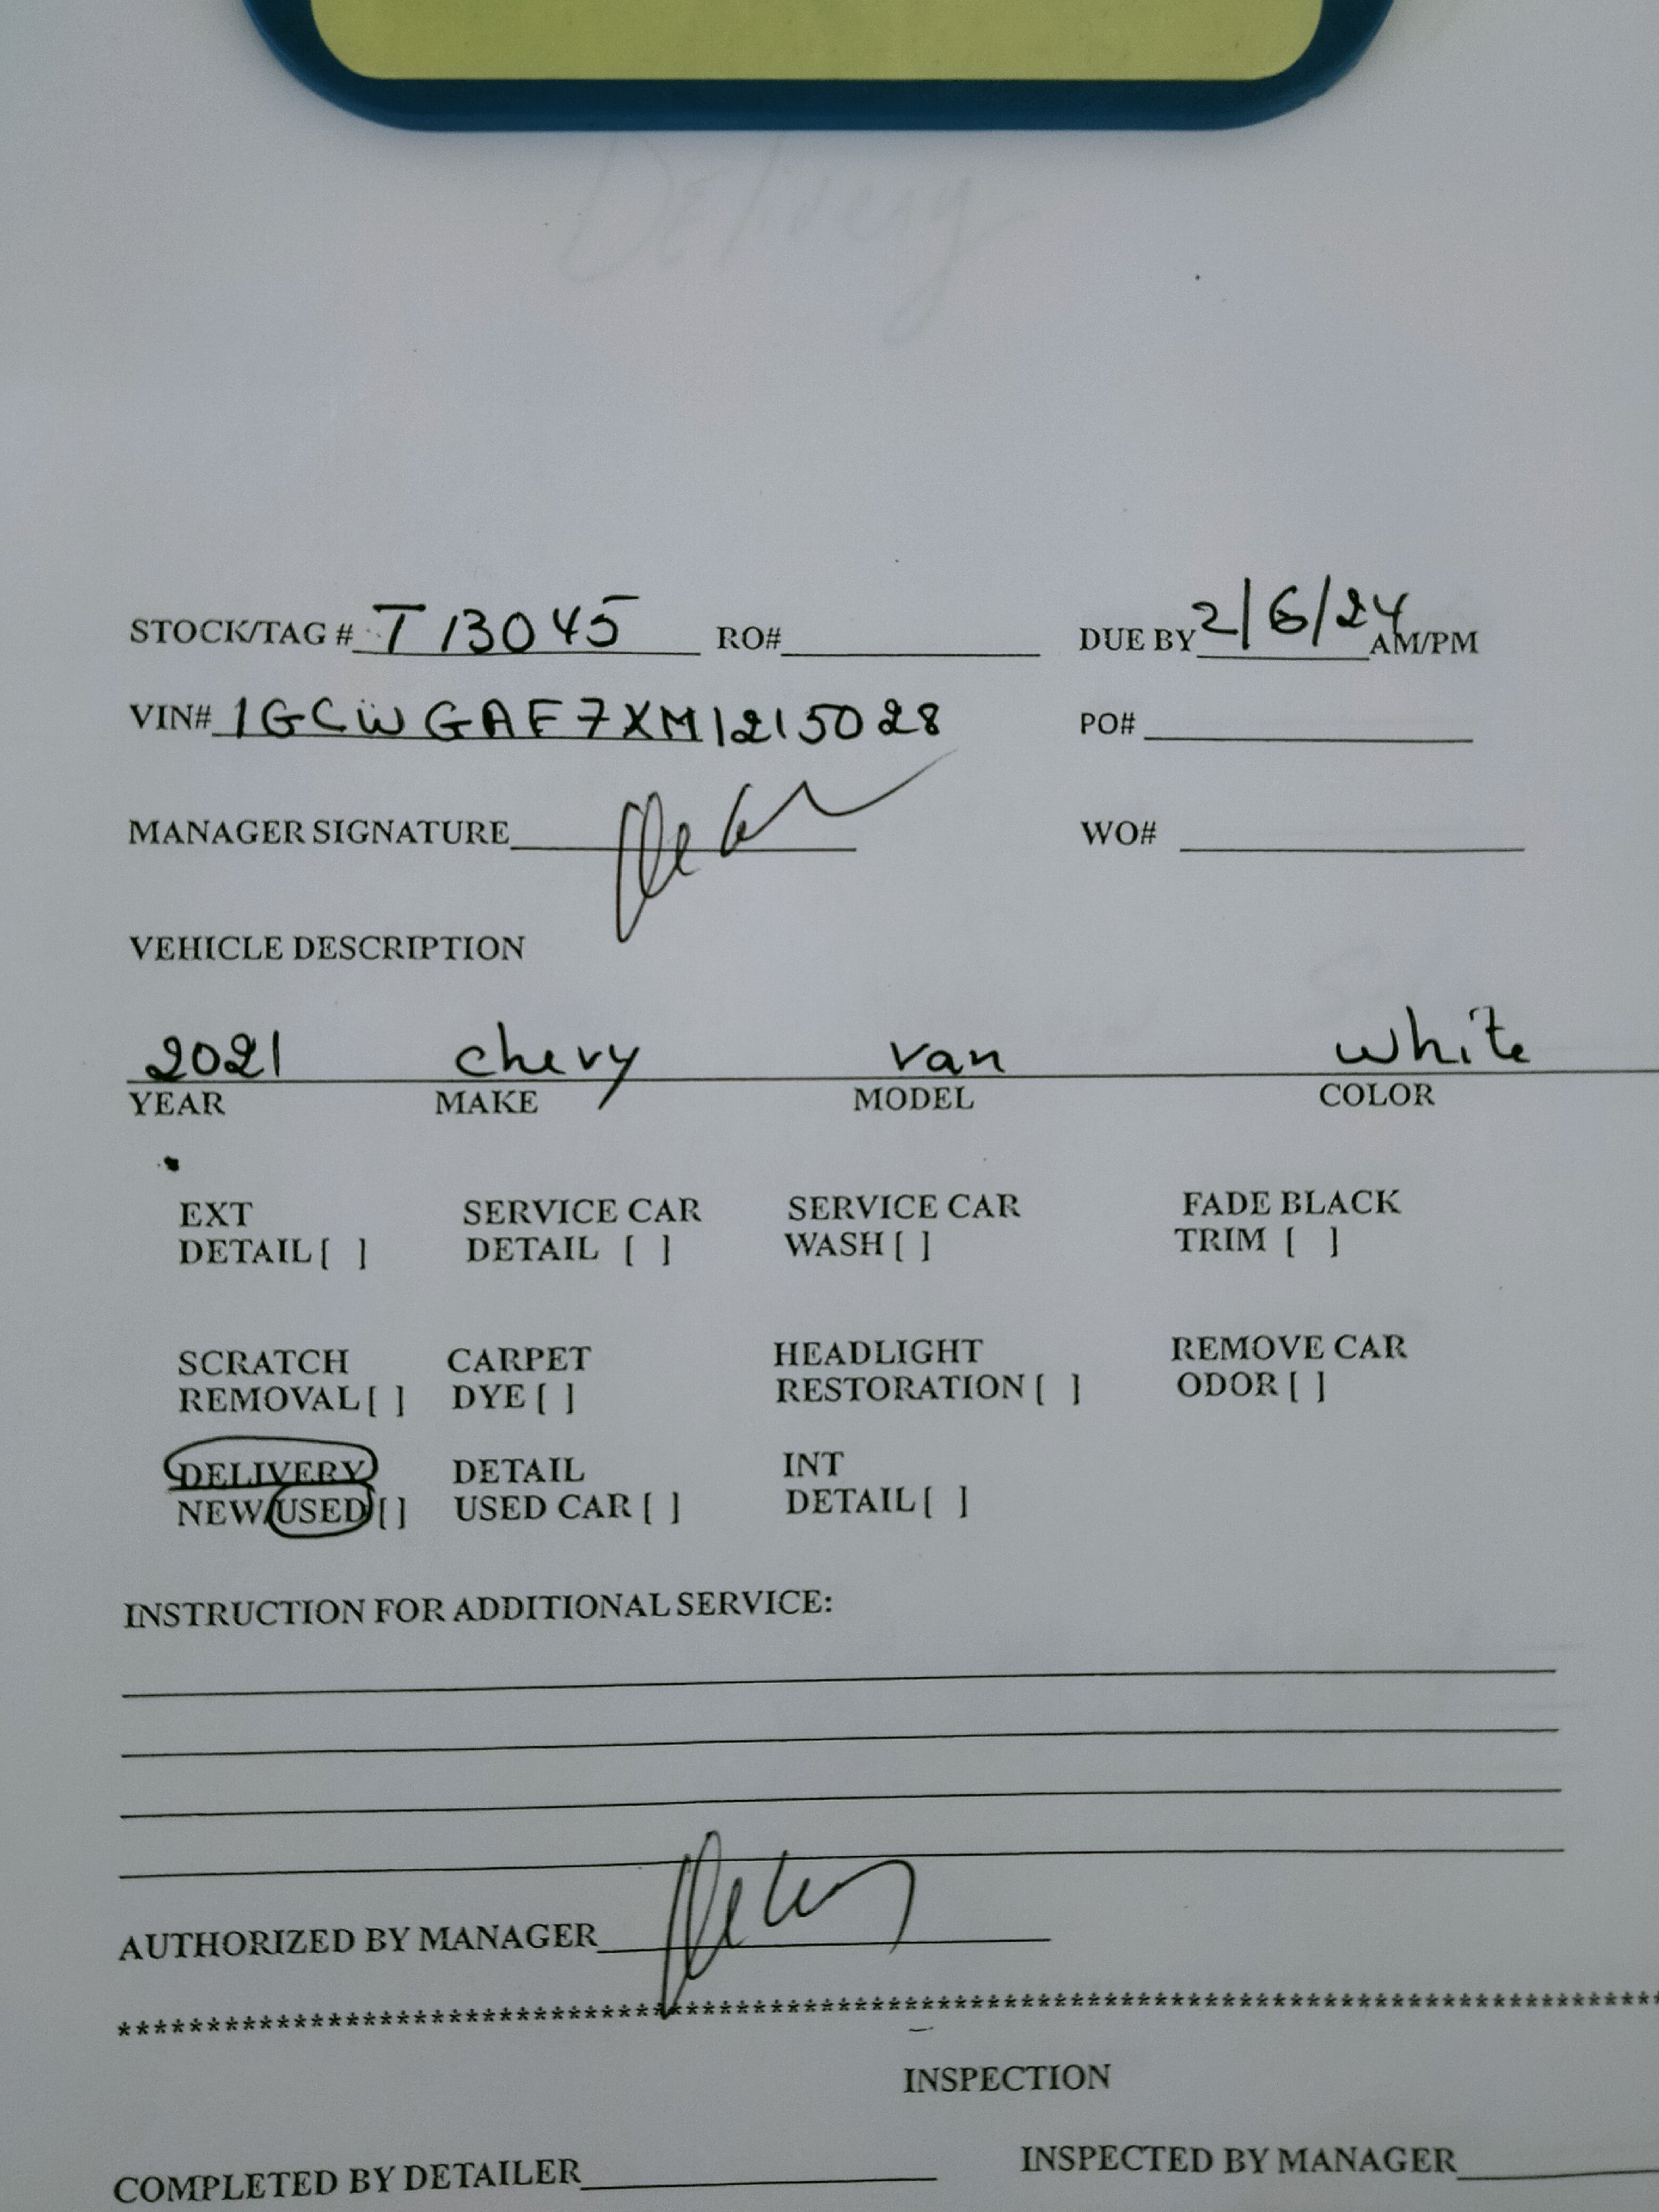 Delivery
STOCK/TAG # T13045 RO# DUE BY 2/6/24 AM/PM
VIN# 1GCWGAF7XM1215028 PO#
MANAGER SIGNATURE WO#
VEHICLE DESCRIPTION
2021 chevy van white
YEAR MAKE MODEL COLOR
EXT SERVICE CAR SERVICE CAR FADE BLACK
DETAIL [ ] DETAIL [ ] WASH [ ] TRIM [ ]
SCRATCH CARPET HEADLIGHT REMOVE CAR
REMOVAL [ ] DYE [ ] RESTORATION [ ] ODOR [ ]
DELIVERY DETAIL INT
NEW/USED [ ] USED CAR [ ] DETAIL [ ]
INSTRUCTION FOR ADDITIONAL SERVICE:
AUTHORIZED BY MANAGER
INSPECTION
COMPLETED BY DETAILER INSPECTED BY MANAGER